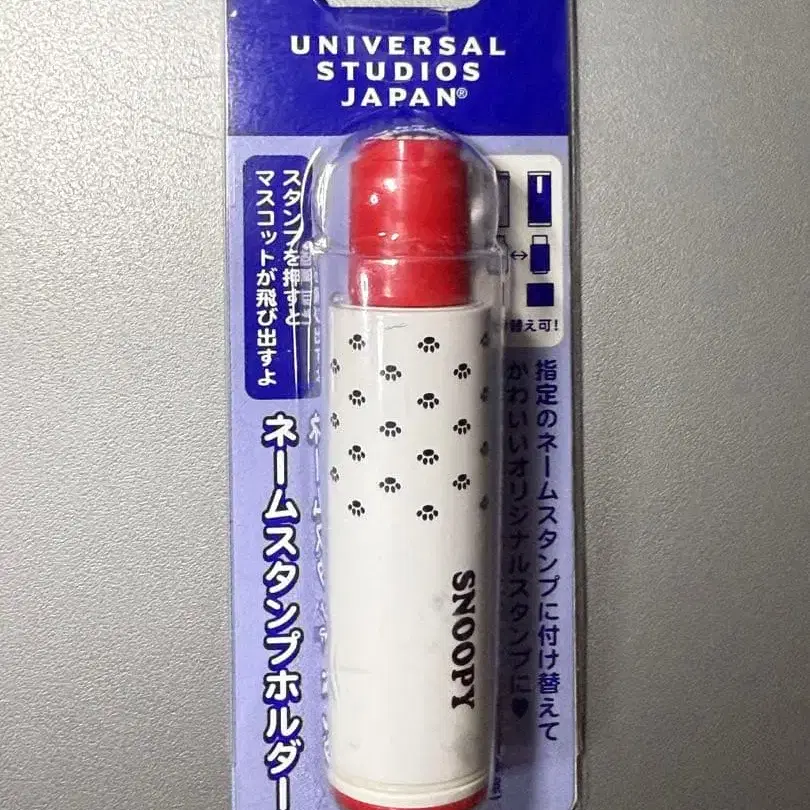 UNIVERSAL
STUDIOS
JAPAN®
スタンプを押すと
マスコットが飛び出すよ
替え可!
指定のネームスタンプに付け替えて
かわいいオリジナルスタンプに♥
ネームスタンプホルダー
SNOOPY